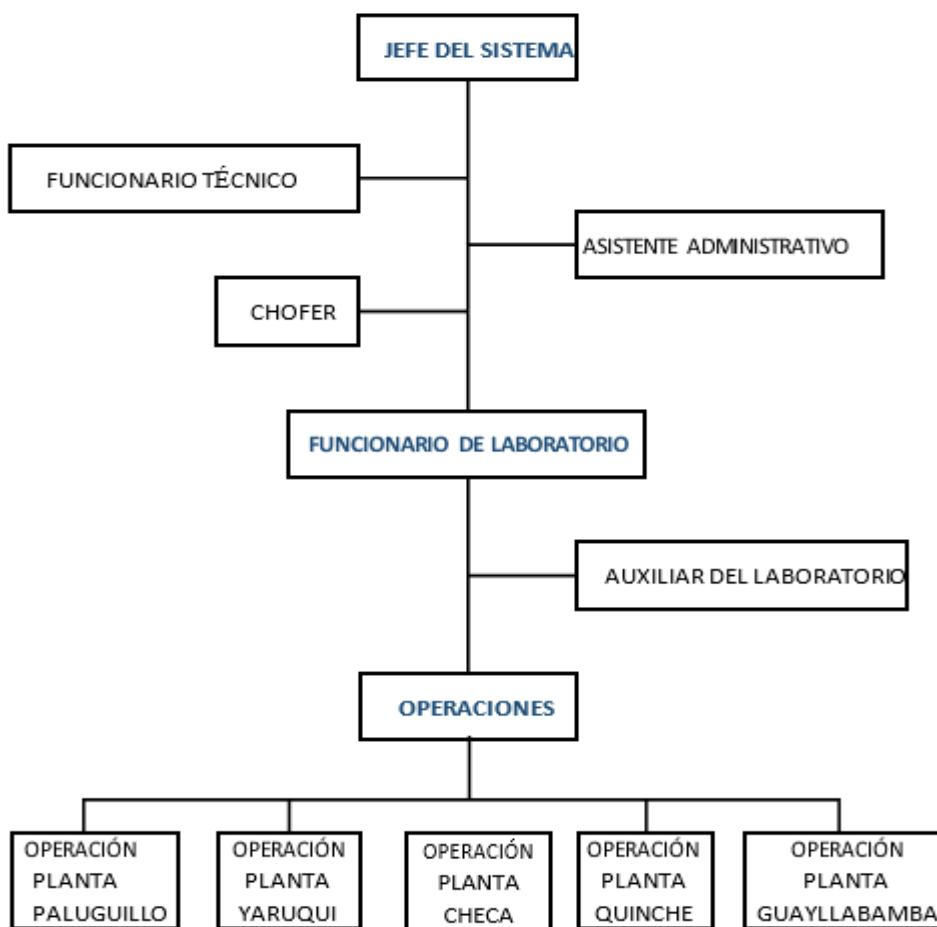 JEFE DEL SISTEMA
FUNCIONARIO TÉCNICO
ASISTENTE ADMINISTRATIVO
CHOFER
FUNCIONARIO DE LABORATORIO
AUXILIAR DEL LABORATORIO
OPERACIONES
OPERACIÓN
PLANTA
PALUGUILLO
OPERACIÓN
PLANTA
YARUQUI
OPERACIÓN
PLANTA
CHECA
OPERACIÓN
PLANTA
QUINCHE
OPERACIÓN
PLANTA
GUAYLLABAMBA